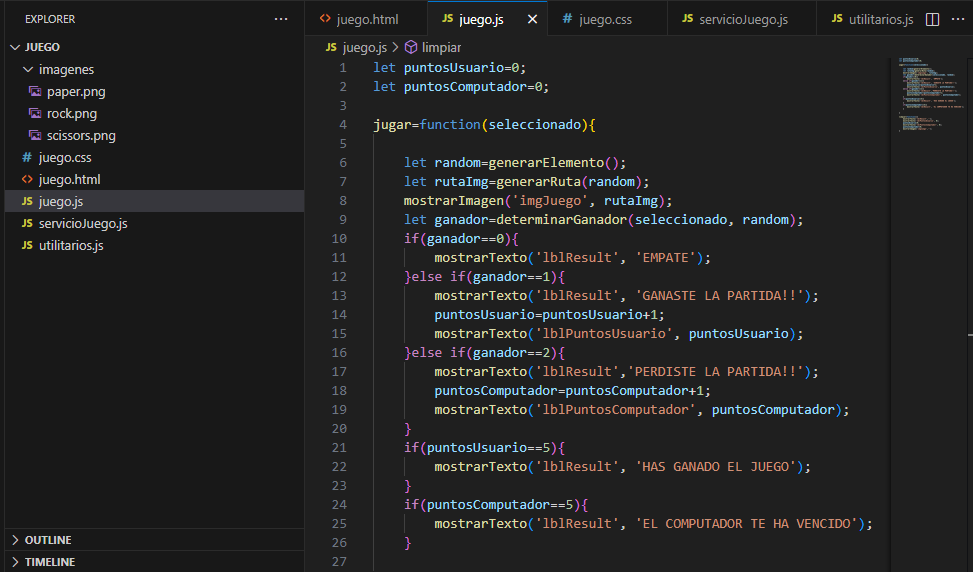 EXPLORER
JUEGO
imagenes
paper.png
rock.png
scissors.png
# juego.css
<> juego.html
JS juego.js
JS servicioJuego.js
JS utilitarios.js
OUTLINE
TIMELINE
<> juego.html JS juego.js # juego.css JS servicioJuego.js JS utilitarios.js
JS juego.js > limpiar
1 let puntosUsuario=0;
2 let puntosComputador=0;
3
4 jugar=function(seleccionado){
5
6 let random=generarElemento();
7 let rutaImg=generarRuta(random);
8 mostrarImagen('imgJuego', rutaImg);
9 let ganador=determinarGanador(seleccionado, random);
10 if(ganador==0){
11 mostrarTexto('lblResult', 'EMPATE');
12 }else if(ganador==1){
13 mostrarTexto('lblResult', 'GANASTE LA PARTIDA!!');
14 puntosUsuario=puntosUsuario+1;
15 mostrarTexto('lblPuntosUsuario', puntosUsuario);
16 }else if(ganador==2){
17 mostrarTexto('lblResult','PERDISTE LA PARTIDA!!');
18 puntosComputador=puntosComputador+1;
19 mostrarTexto('lblPuntosComputador', puntosComputador);
20 }
21 if(puntosUsuario==5){
22 mostrarTexto('lblResult', 'HAS GANADO EL JUEGO');
23 }
24 if(puntosComputador==5){
25 mostrarTexto('lblResult', 'EL COMPUTADOR TE HA VENCIDO');
26 }
27